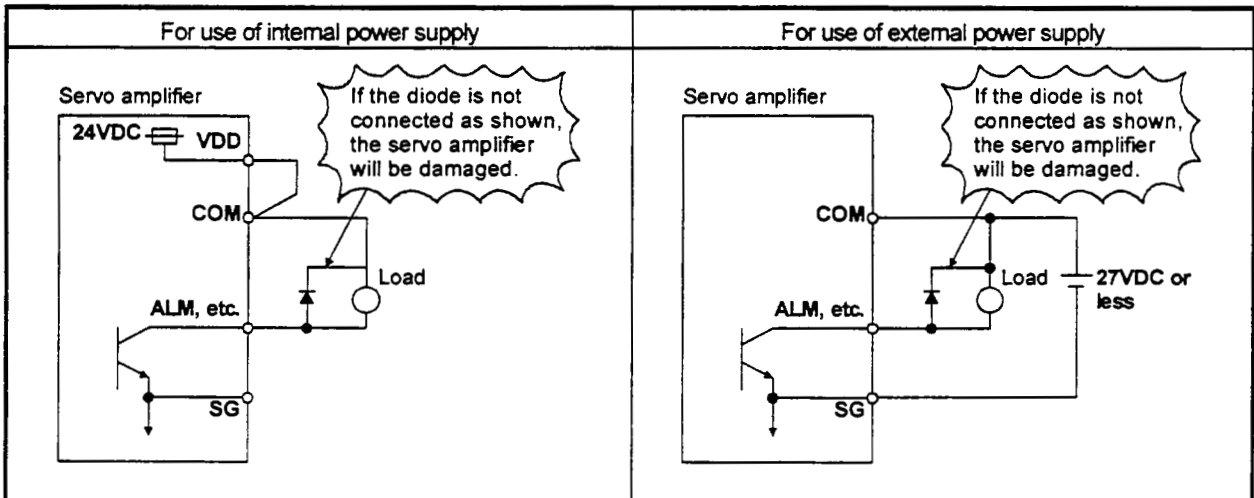 For use of internal power supply
For use of external power supply
Servo amplifier
24VDC
VDD
If the diode is not
connected as shown,
the servo amplifier
will be damaged.
COM
Load
ALM, etc.
SG
Servo amplifier
If the diode is not
connected as shown,
the servo amplifier
will be damaged.
COM
Load
27VDC or
less
ALM, etc.
SG